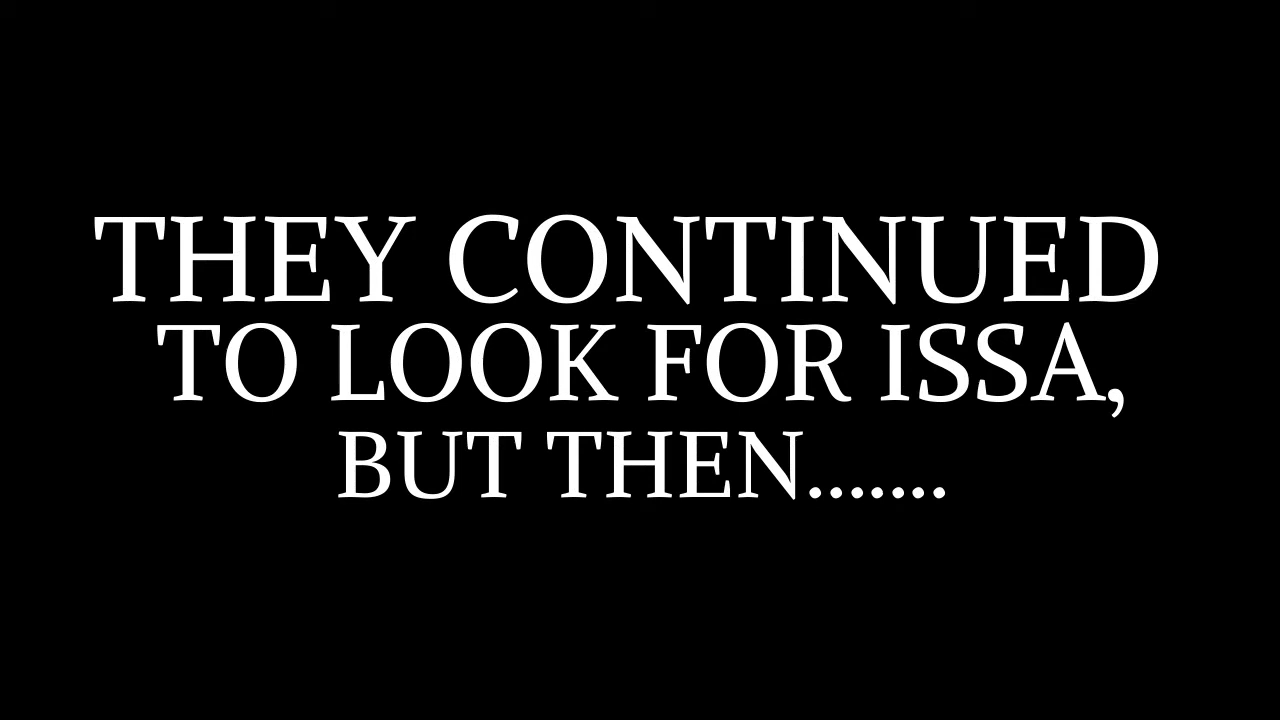 THEY CONTINUED
TO LOOK FOR ISSA,
BUT THEN.......